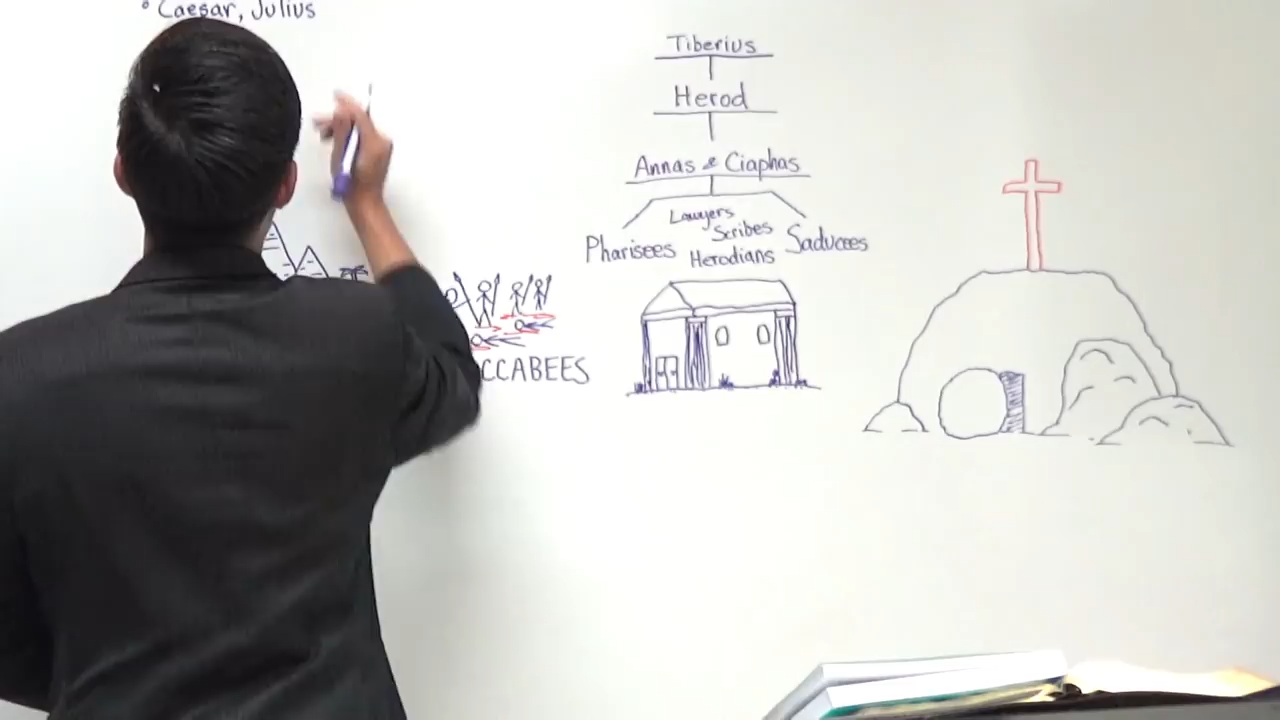 ° Caesar, Julius
Tiberius
Herod
Annas & Ciaphas
Lawyers
Scribes
Pharisees Herodians Saducees
CCABEES